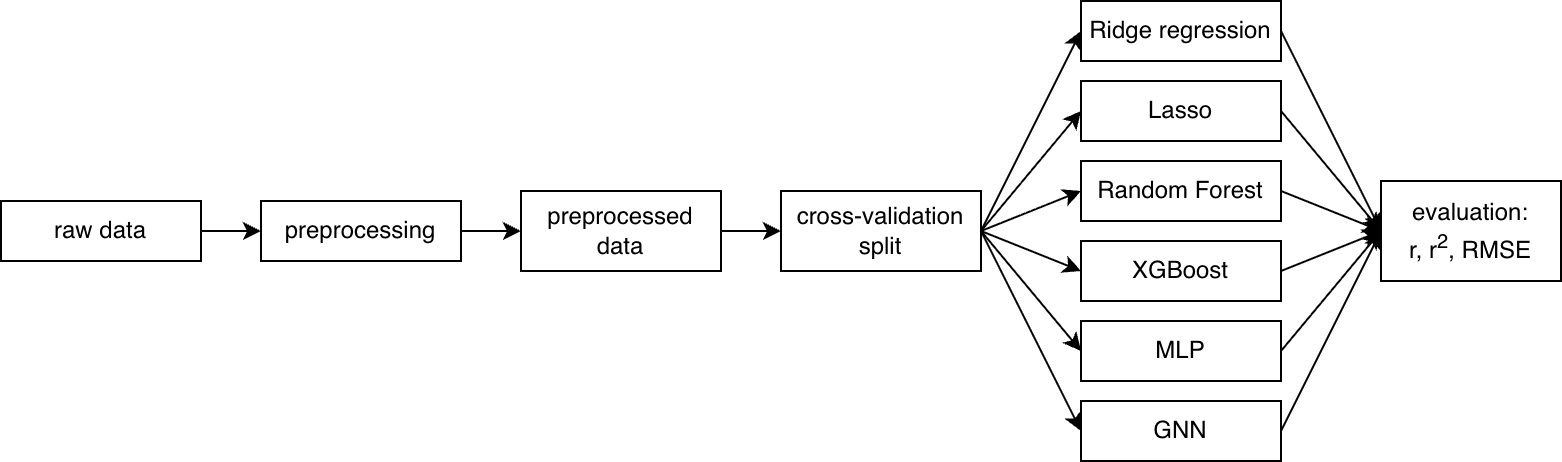 raw data
preprocessing
preprocessed
data
cross-validation
split
Ridge regression
Lasso
Random Forest
XGBoost
MLP
GNN
evaluation:
r, r², RMSE